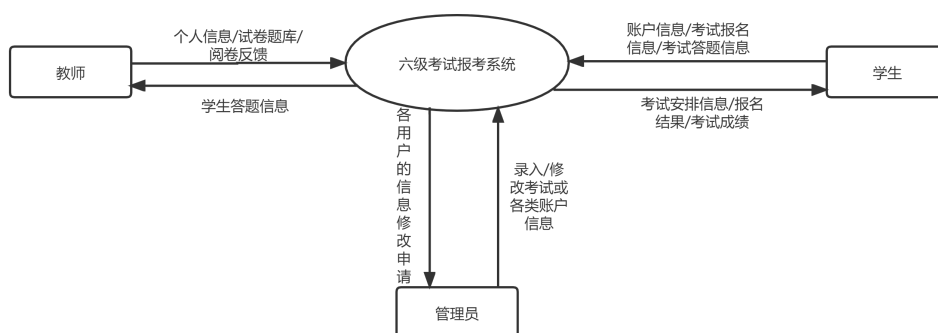 个人信息/试卷题库/
阅卷反馈
教师
学生答题信息
六级考试报考系统
账户信息/考试报名
信息/考试答题信息
学生
考试安排信息/报名
结果/考试成绩
各
用
户
的
信
息
修
改
申
请
录入/修
改考试或
各类账户
信息
管理员